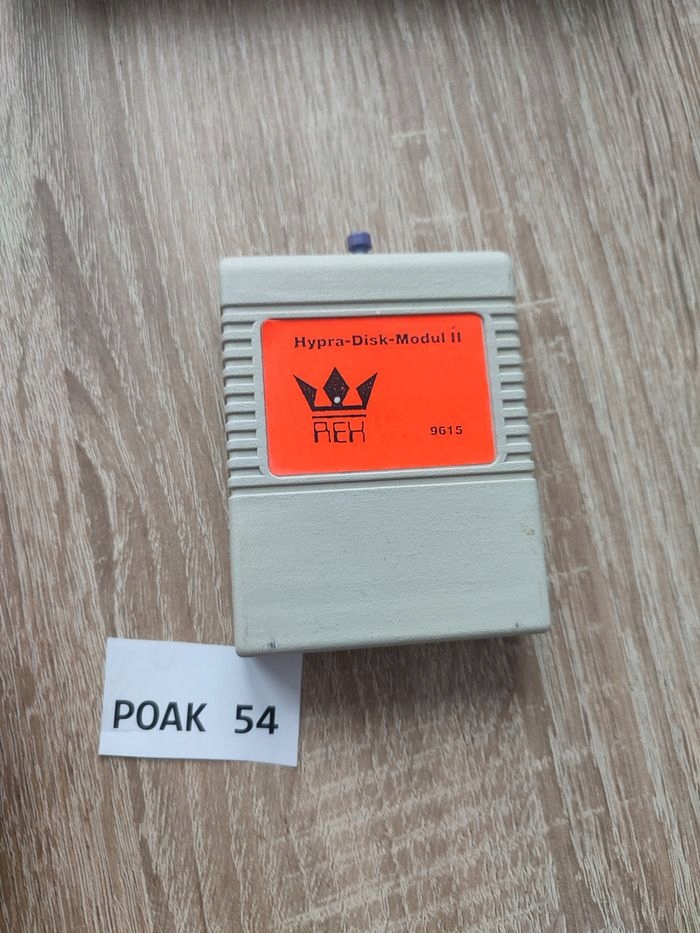 Hypra-Disk-Modul II
REX
9615
POAK 54